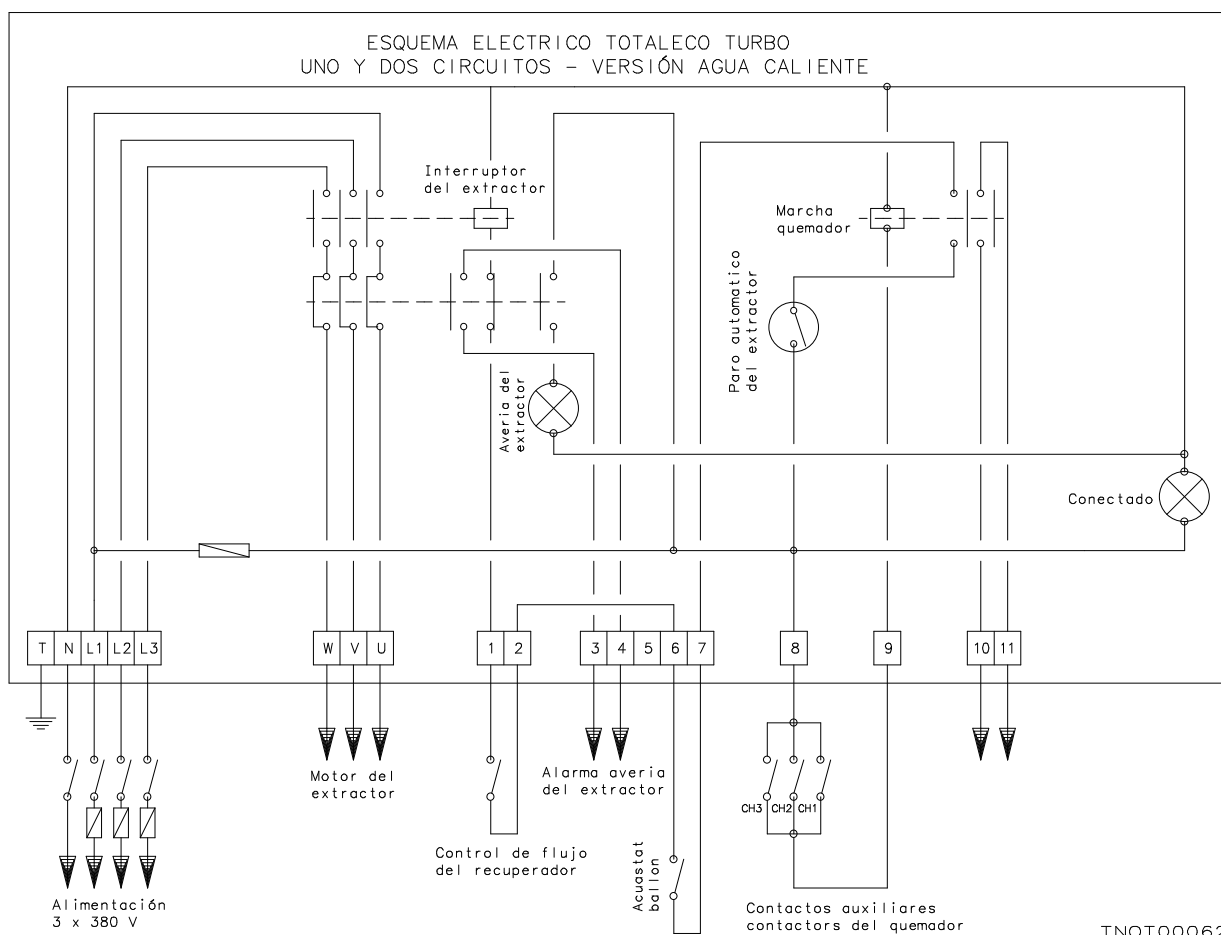 ESQUEMA ELECTRICO TOTALECO TURBO
UNO Y DOS CIRCUITOS - VERSIÓN AGUA CALIENTE
Interruptor
del extractor
Marcha
quemador
Paro automatico
del extractor
Averia del
extractor
Conectado
T N L1 L2 L3 W V U 1 2 3 4 5 6 7 8 9 10 11
Motor del
extractor
Alarma averia
del extractor
CH3 CH2 CH1
Control de flujo
del recuperador
Acuastat
ballon
Alimentación
3 x 380 V
Contactos auxiliares
contactors del quemador
TNOT00062